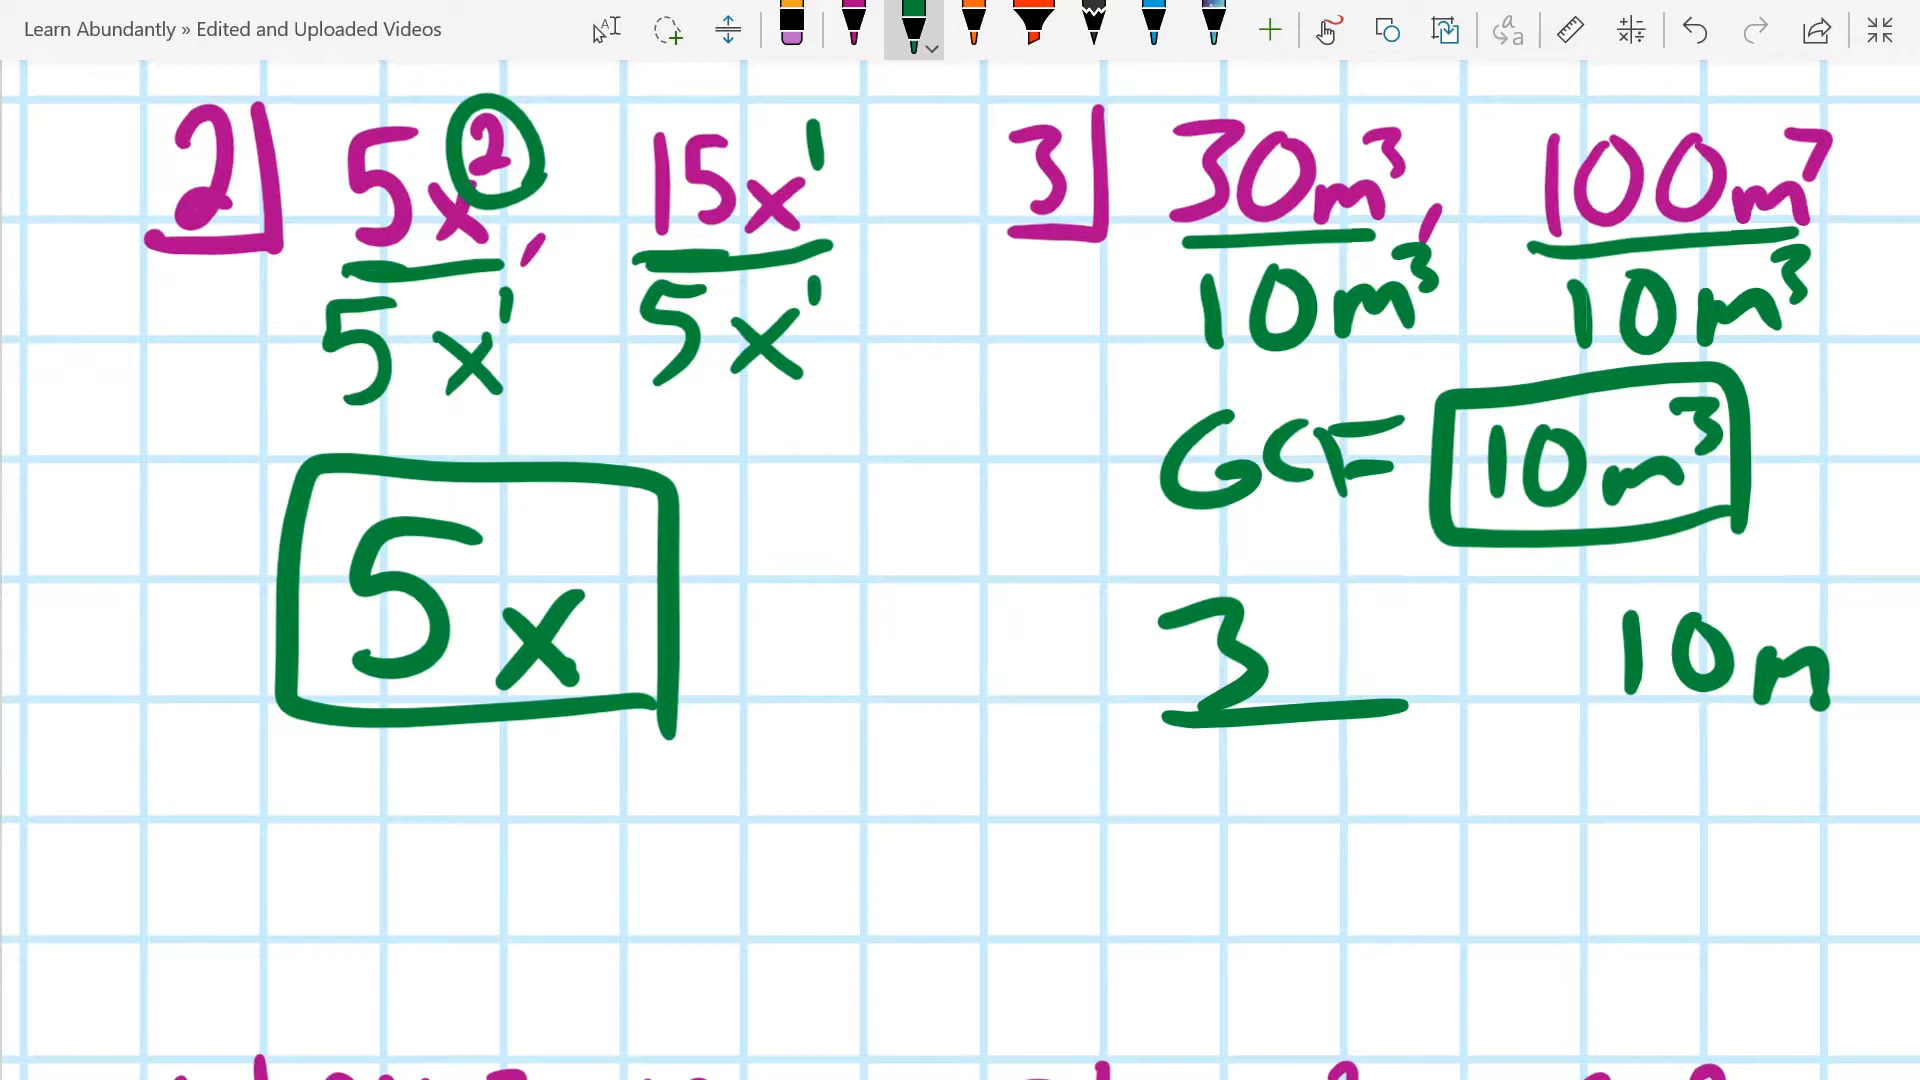 Learn Abundantly » Edited and Uploaded Videos
2] 5x², 15x¹
5x¹ 5x¹
5x
3] 30m³, 100m⁷
10m³ 10m³
GCF 10m³
3 10m